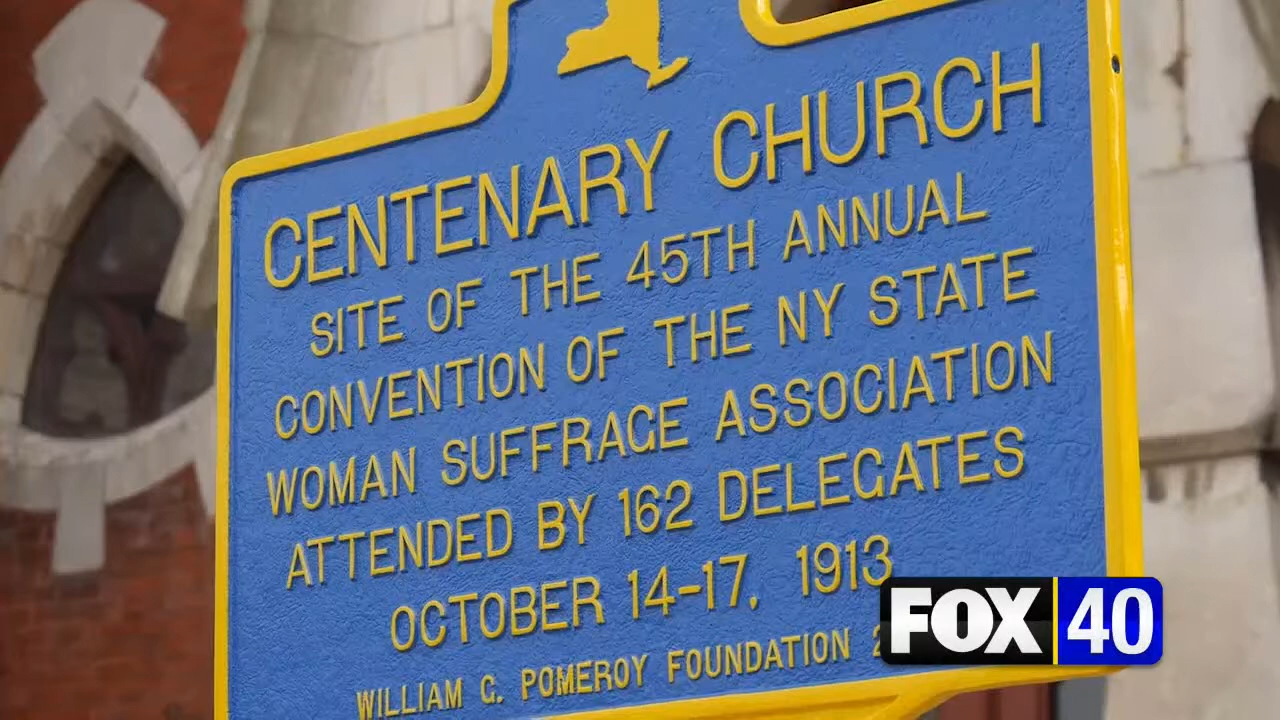 CENTENARY CHURCH
SITE OF THE 45TH ANNUAL
CONVENTION OF THE NY STATE
WOMAN SUFFRAGE ASSOCIATION
ATTENDED BY 162 DELEGATES
OCTOBER 14-17, 1913
WILLIAM G. POMEROY FOUNDATION
FOX 40